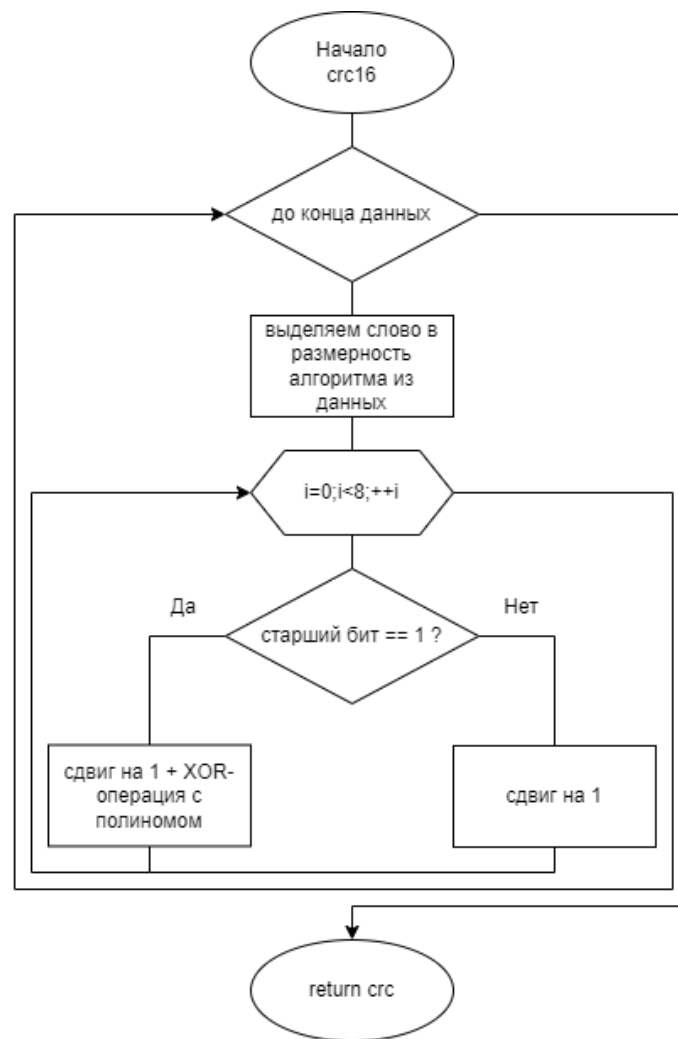 Начало
crc16
до конца данных
выделяем слово в
размерность
алгоритма из
данных
i=0;i<8;++i
Да
Нет
старший бит == 1 ?
сдвиг на 1 + XOR-
операция с
полиномом
сдвиг на 1
return crc